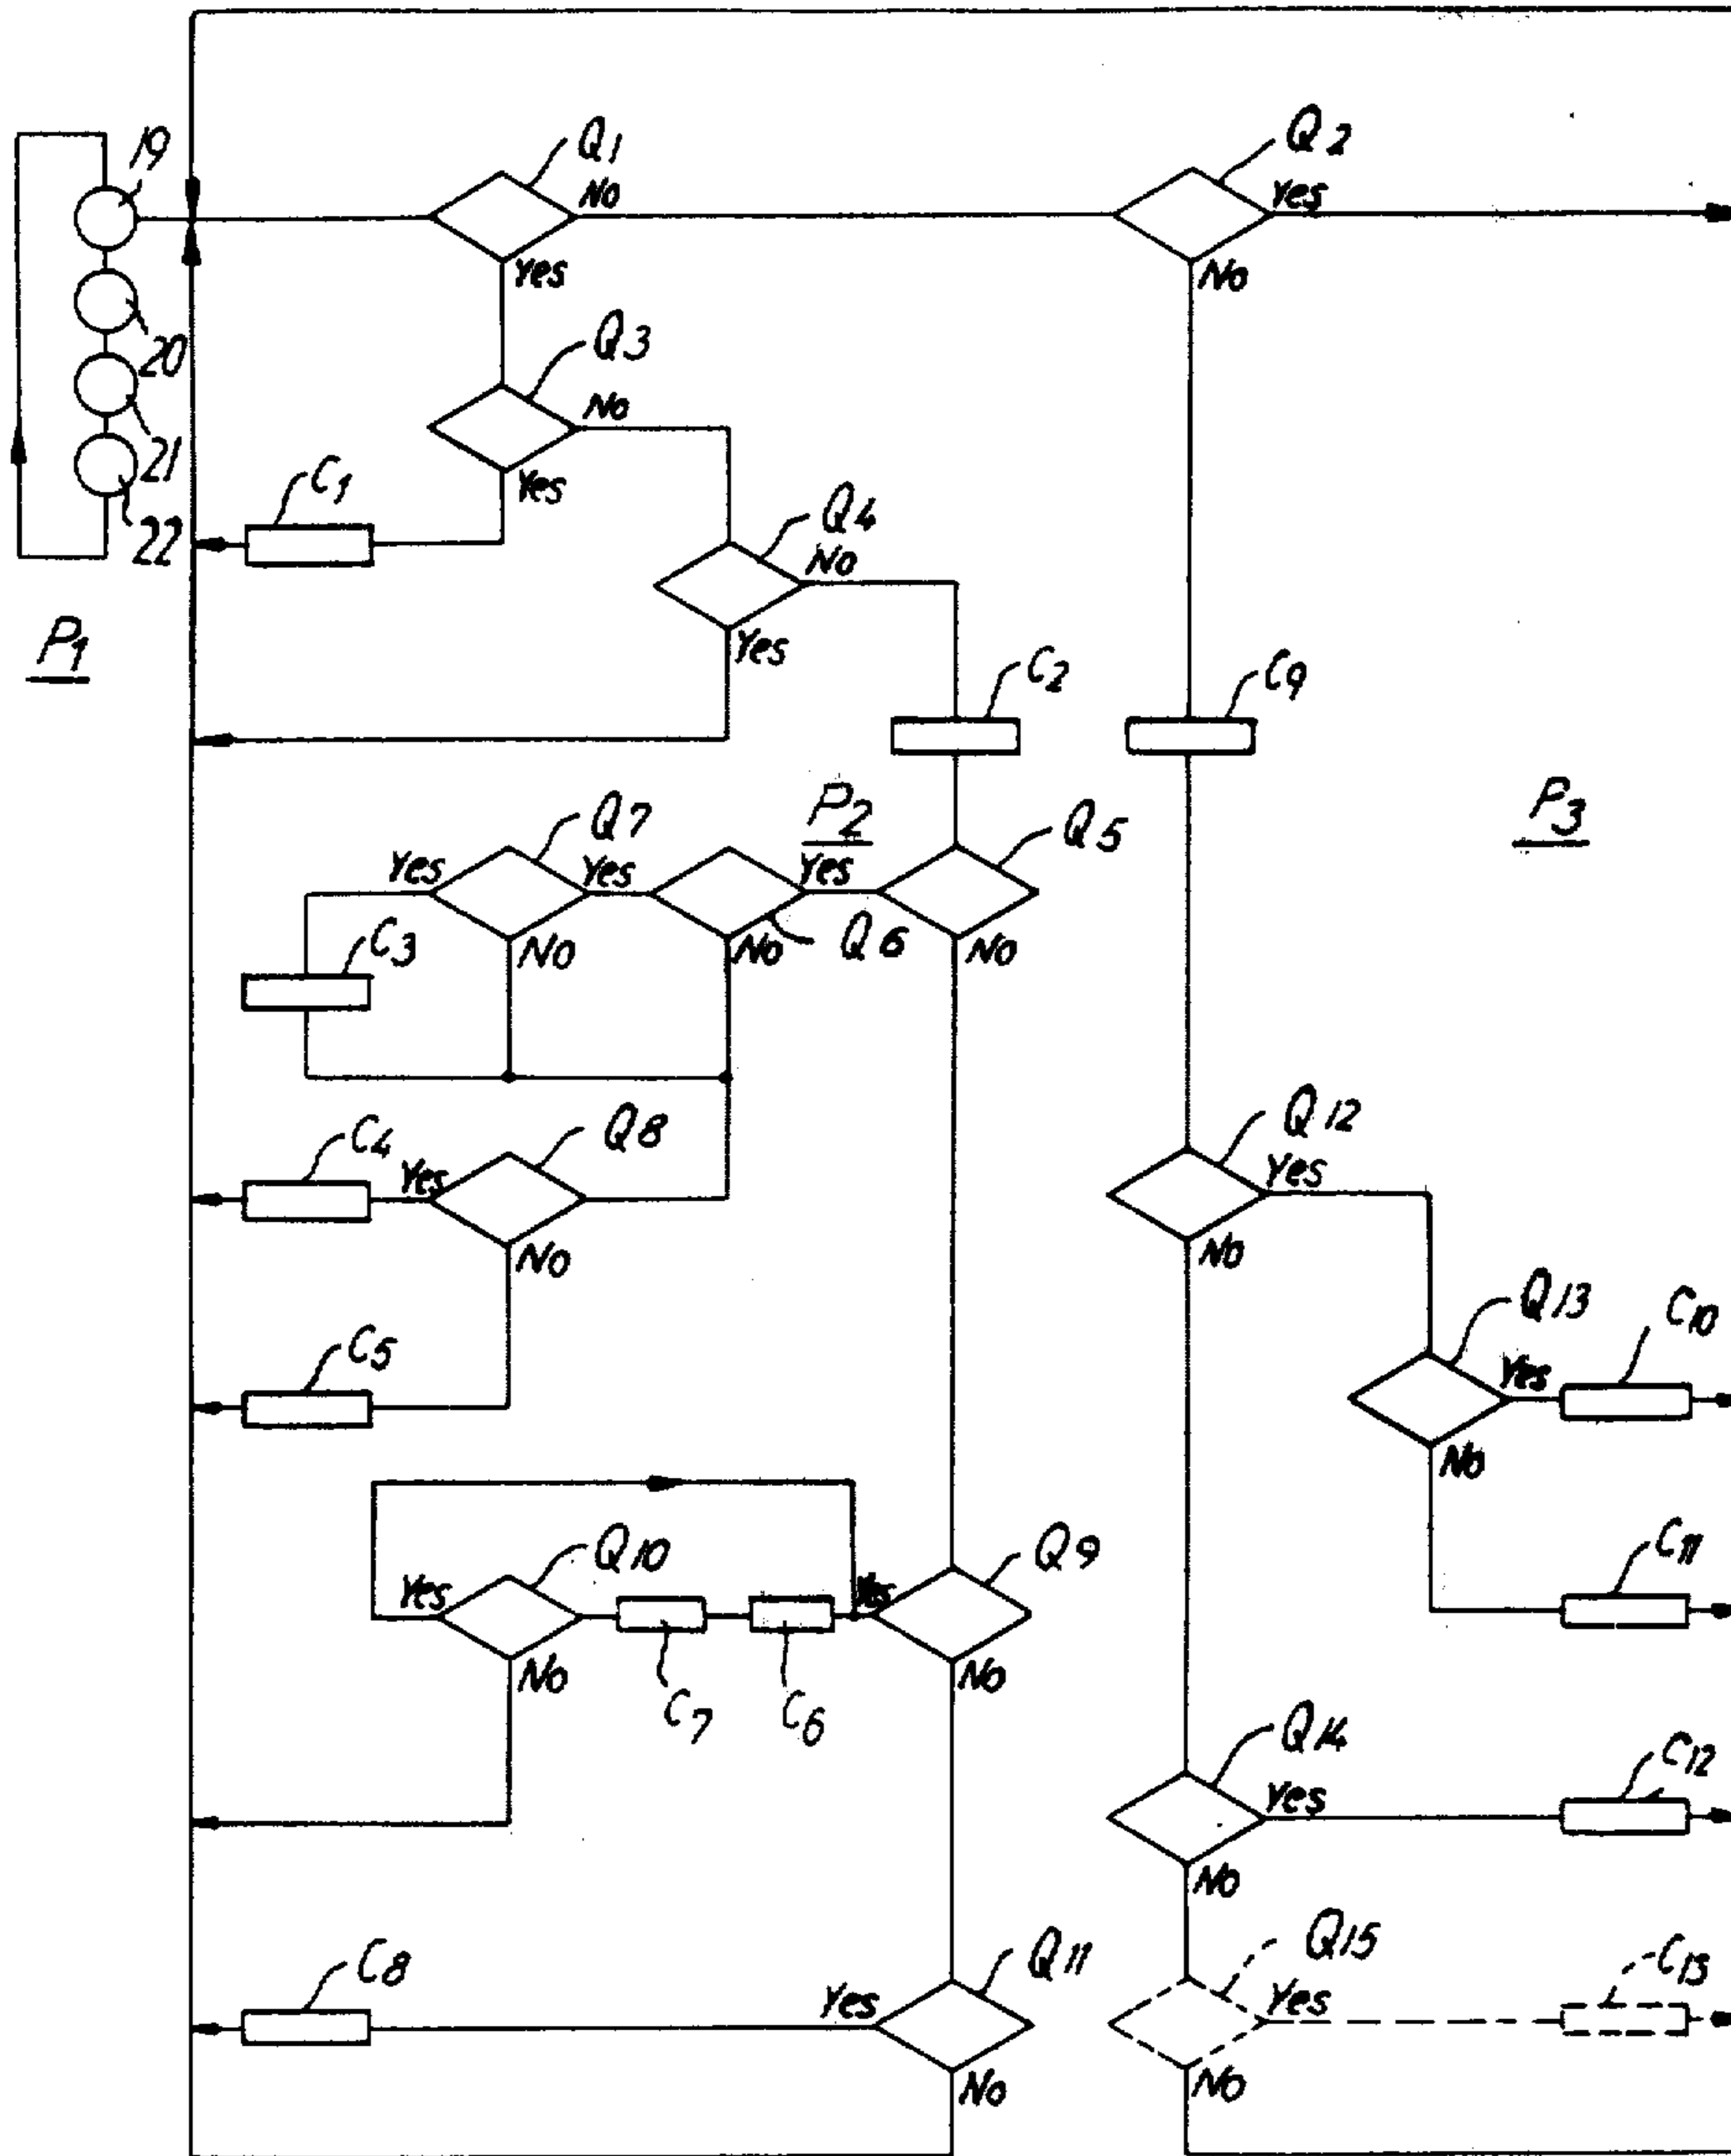 19
Q1
No
Yes
Q2
Yes
No
20
21
22
P1
Q3
No
Yes
C1
Q4
No
Yes
C2
C9
P2
P3
Q7
Yes
No
Yes
Q6
No
Yes
Q5
No
C3
C4
Yes
Q8
No
C5
Q12
Yes
No
Q13
Yes
No
C10
C11
Q10
Yes
No
C7
C6
Yes
Q9
No
Q14
Yes
No
C12
C8
Yes
Q11
No
Q15
Yes
No
C13